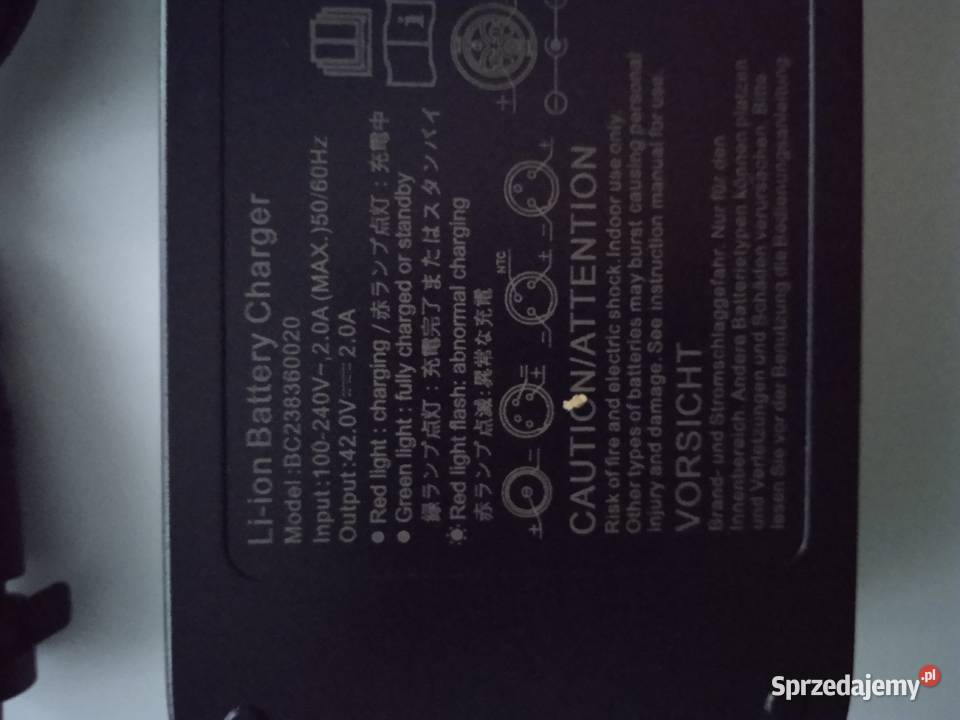 Li-ion Battery Charger
Model :BC238360020
Input:100-240V~,2.0A(MAX.)50/60Hz
Output:42.0V⎓2.0A
● Red light : charging / 赤ランプ点灯 : 充電中
● Green light : fully charged or standby
緑ランプ点灯 : 充電完了またはスタンバイ
Red light flash: abnormal charging
赤ランプ点滅:異常な充電
+ − NTC − + − +
+ −
CAUTION/ATTENTION
Risk of fire and electric shock.Indoor use only.
Other types of batteries may burst causing personal
injury and damage. See instruction manual for use.
VORSICHT
Brand- und Stromschlaggefahr. Nur für den
Innenbereich. Andere Batterietypen können platzen
und Verletzungen und Schäden verursachen. Bitte
lesen Sie vor der Benutzung die Bedienungsanleitung.
Sprzedajemy.pl